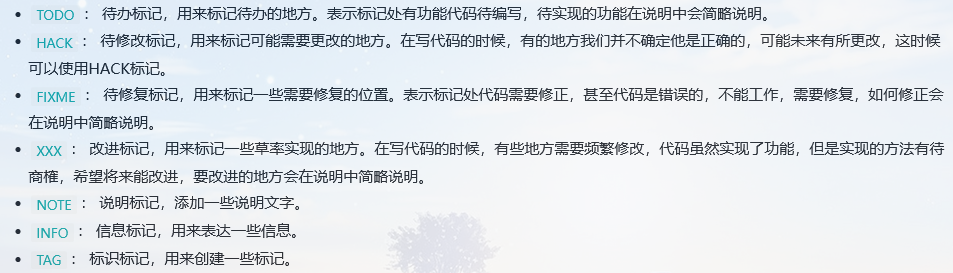 • TODO： 待办标记，用来标记待办的地方。表示标记处有功能代码待编写，待实现的功能在说明中会简略说明。
• HACK： 待修改标记，用来标记可能需要更改的地方。在写代码的时候，有的地方我们并不确定他是正确的，可能未来有所更改，这时候
可以使用HACK标记。
• FIXME： 待修复标记，用来标记一些需要修复的位置。表示标记处代码需要修正，甚至代码是错误的，不能工作，需要修复，如何修正会
在说明中简略说明。
• XXX： 改进标记，用来标记一些草率实现的地方。在写代码的时候，有些地方需要频繁修改，代码虽然实现了功能，但是实现的方法有待
商榷，希望将来能改进，要改进的地方会在说明中简略说明。
• NOTE： 说明标记，添加一些说明文字。
• INFO： 信息标记，用来表达一些信息。
• TAG： 标识标记，用来创建一些标记。